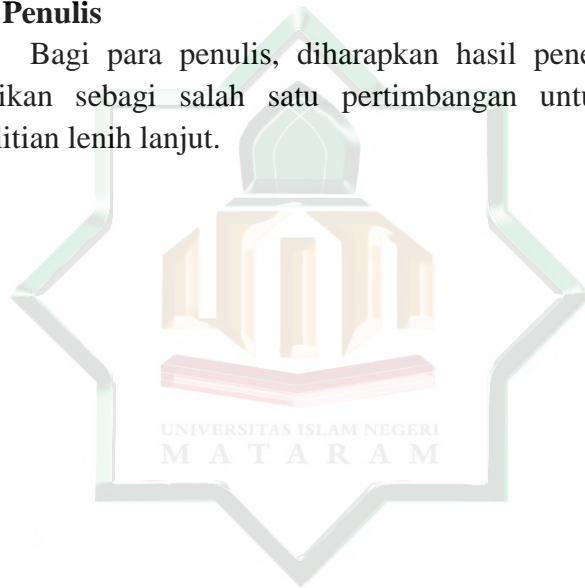 Penulis
Bagi para penulis, diharapkan hasil pene
ikan sebagi salah satu pertimbangan untu
litian lenih lanjut.
UNIVERSITAS ISLAM NEGERI
MATARAM